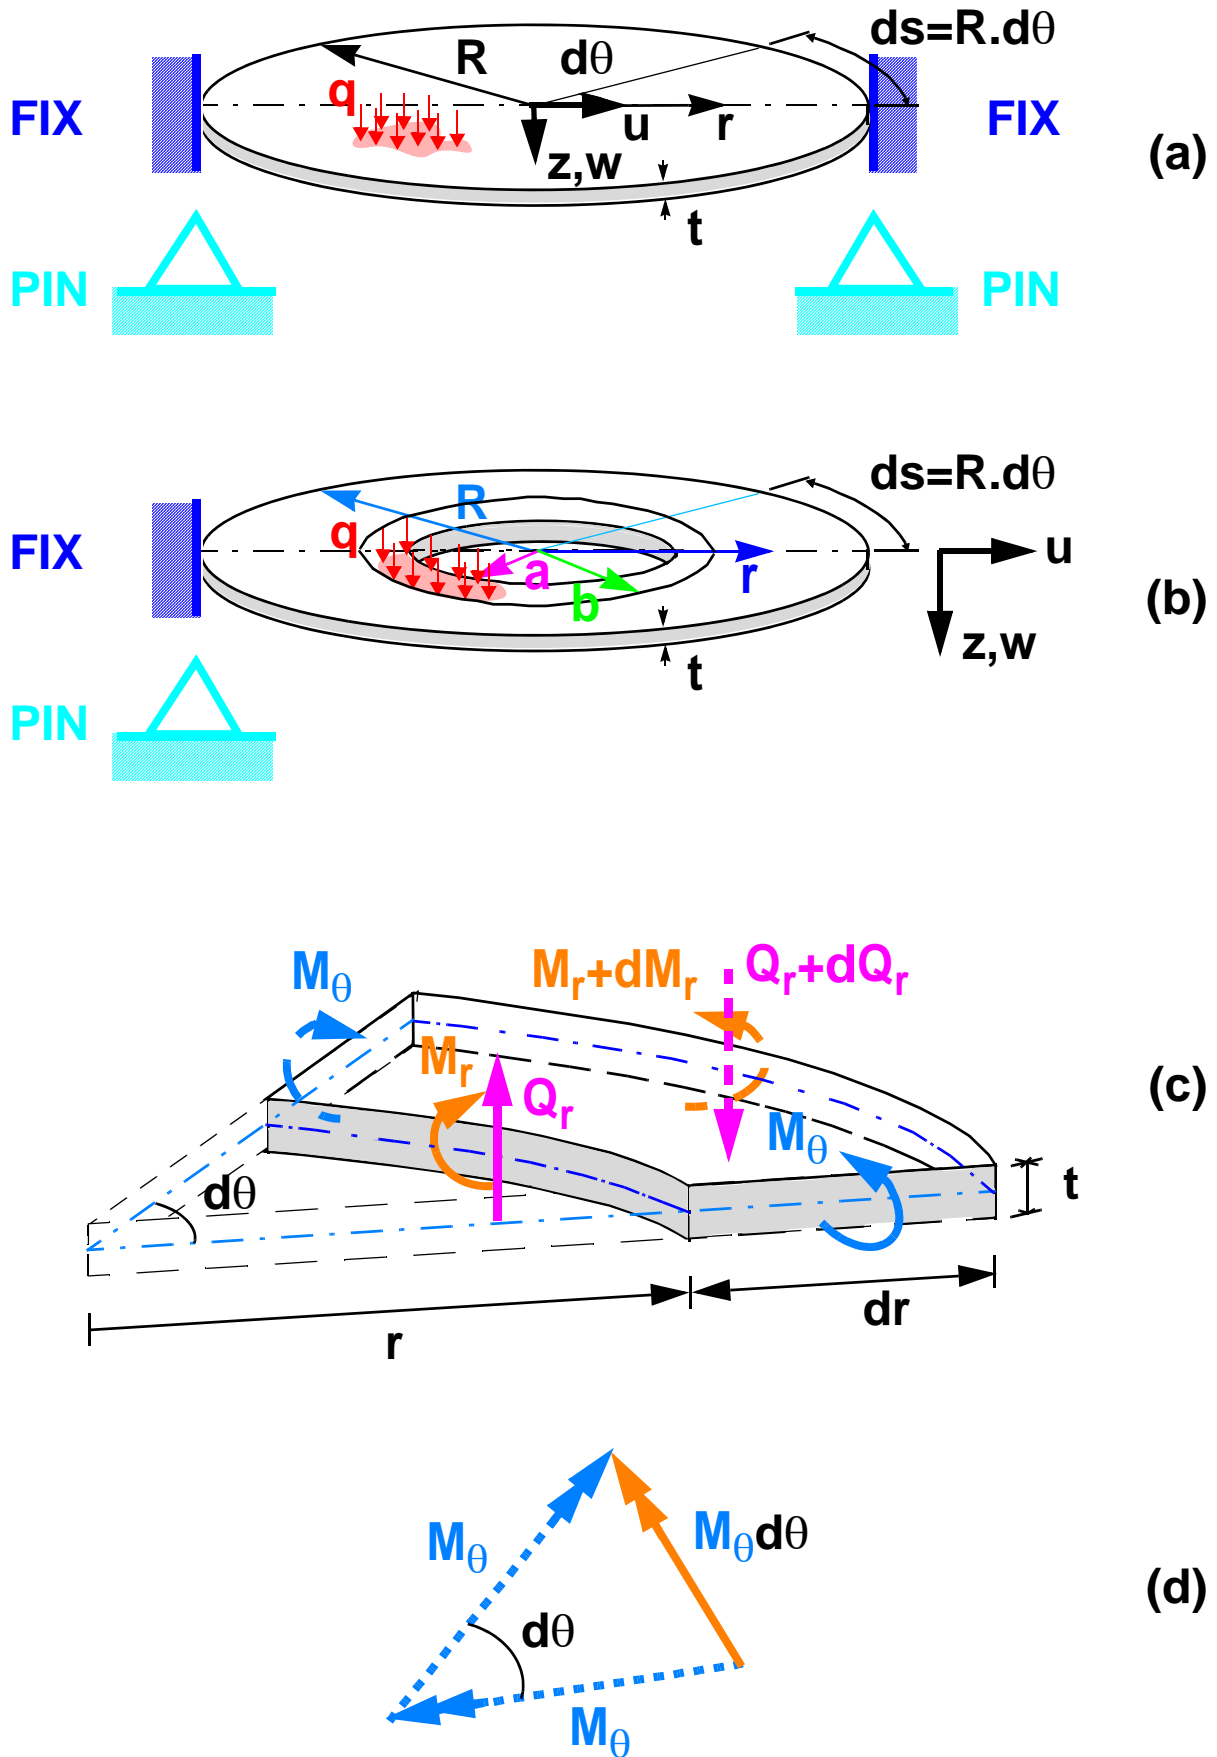 ds=R.dθ
R
dθ
q
FIX
u
r
FIX
z,w
(a)
t
PIN
PIN
ds=R.dθ
R
q
FIX
a
r
u
b
(b)
z,w
t
PIN
Mθ
Mr+dMr
Qr+dQr
Mr
Qr
(c)
Mθ
dθ
t
dr
r
Mθ
Mθdθ
(d)
dθ
Mθ